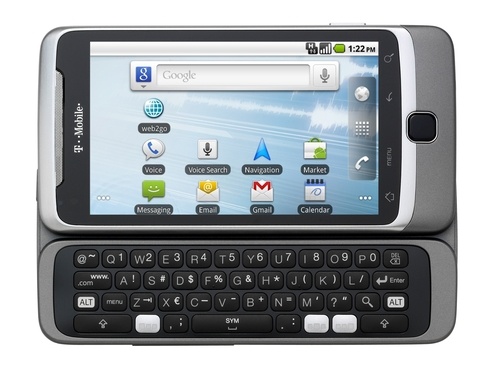 1:22 PM
Google
T··Mobile·
web2go
Voice
Voice Search
Navigation
Market
Messaging
Email
Gmail
Calendar
menu
@ ~ Q 1 W 2 E 3 R 4 T 5 Y 6 U 7 I 8 O 9 P 0 DEL
www. .com A ! S # D $ F % G & H * J ( K ) L / Enter
ALT menu Z X € C - V - B + N = M ' ? " ALT
, ; SYM . :